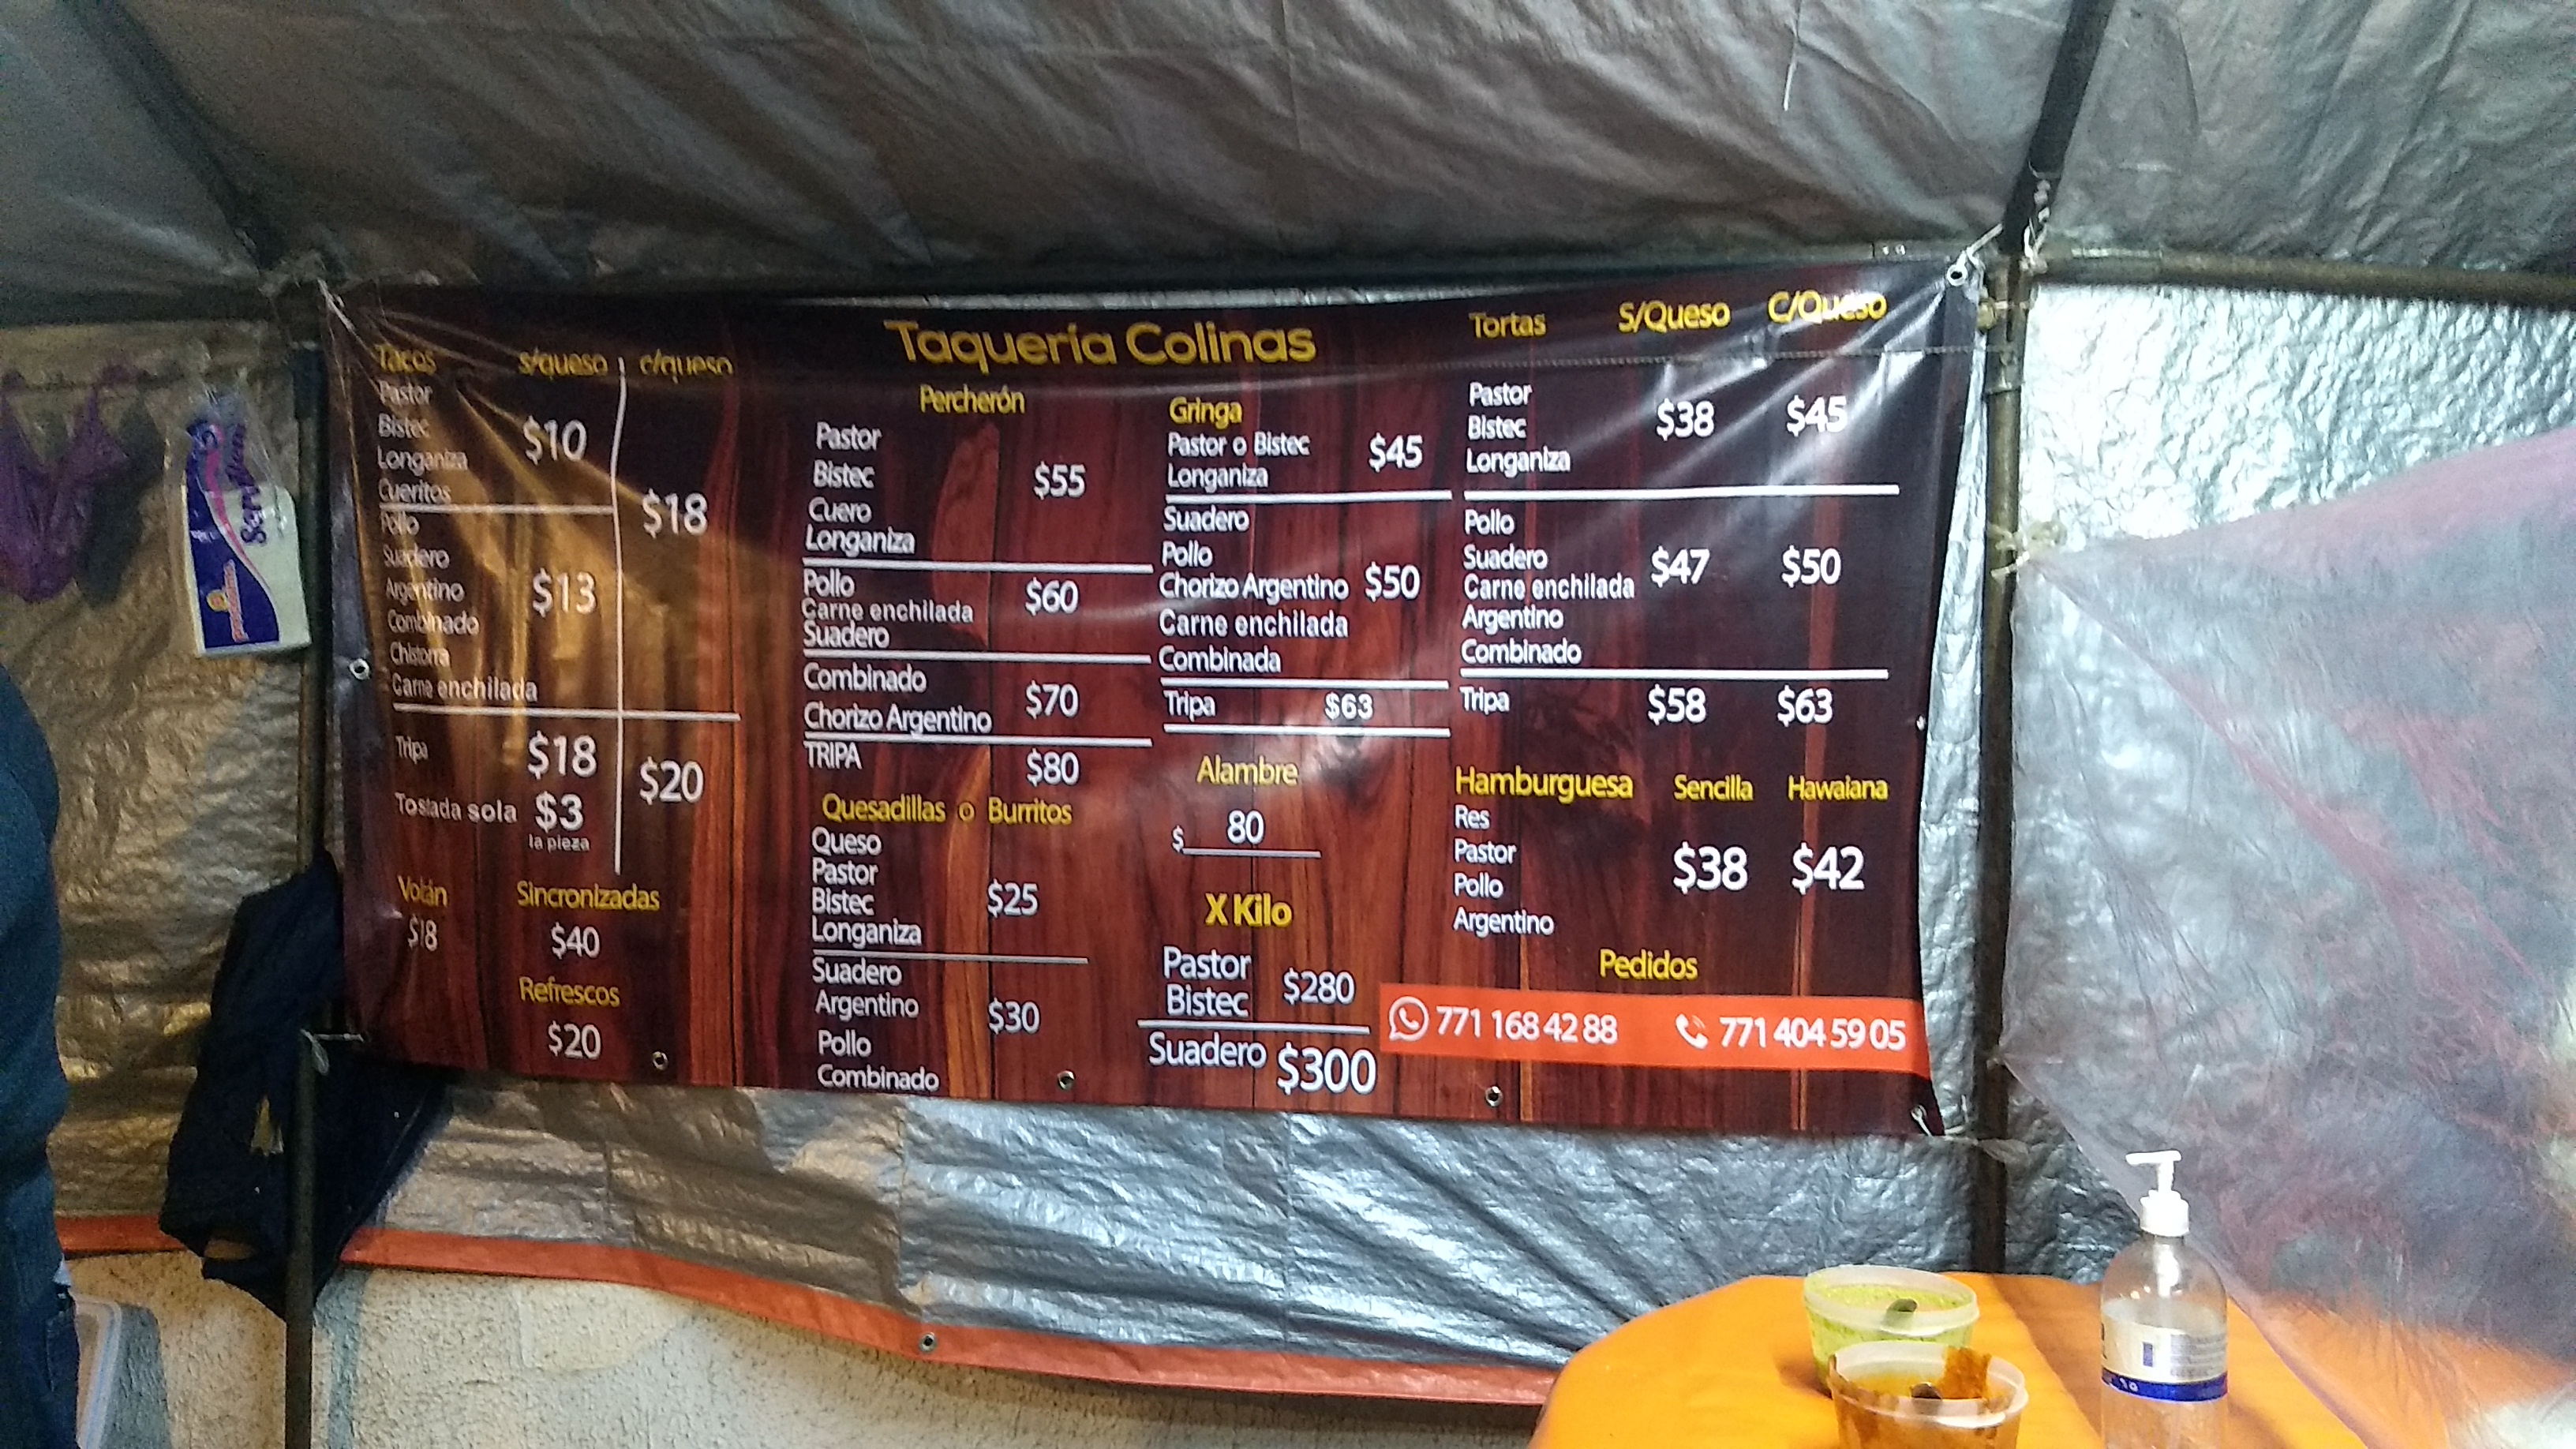 Taquería Colinas
Tacos s/queso c/queso
Pastor
Bistec
Longaniza
Cueritos
$10
Pollo
Suadero
Argentino
Combinado
Chistorra
Carne enchilada
$13
$18
Tripa $18 $20
Tostada sola $3
la pieza
Volán
$18
Sincronizadas
$40
Refrescos
$20
Percherón
Pastor
Bistec
Cuero
Longaniza
$55
Pollo
Carne enchilada
Suadero
$60
Combinado
Chorizo Argentino
$70
TRIPA $80
Quesadillas o Burritos
Queso
Pastor
Bistec
Longaniza
$25
Suadero
Argentino
Pollo
Combinado
$30
Gringa
Pastor o Bistec
Longaniza
$45
Suadero
Pollo
Chorizo Argentino
Carne enchilada
Combinada
$50
Tripa $63
Alambre
$ 80
X Kilo
Pastor
Bistec
$280
Suadero $300
Tortas S/Queso C/Queso
Pastor
Bistec
Longaniza
$38 $45
Pollo
Suadero
Carne enchilada
Argentino
Combinado
$47 $50
Tripa $58 $63
Hamburguesa Sencilla Hawaiana
Res
Pastor
Pollo
Argentino
$38 $42
Pedidos
771 168 42 88 771 404 59 05